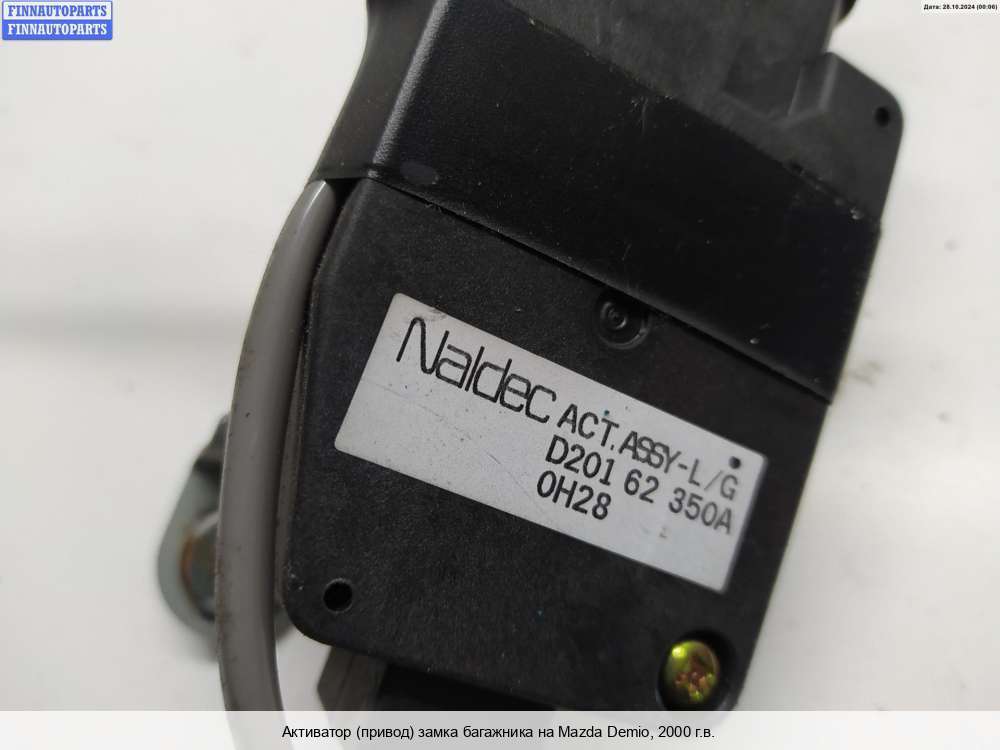 FINNAUTOPARTS
FINNAUTOPARTS
Дата: 28.10.2024 (00:06)
Naldec ACT.ASSY-L/G
D201 62 350A
0H28
Активатор (привод) замка багажника на Mazda Demio, 2000 г.в.